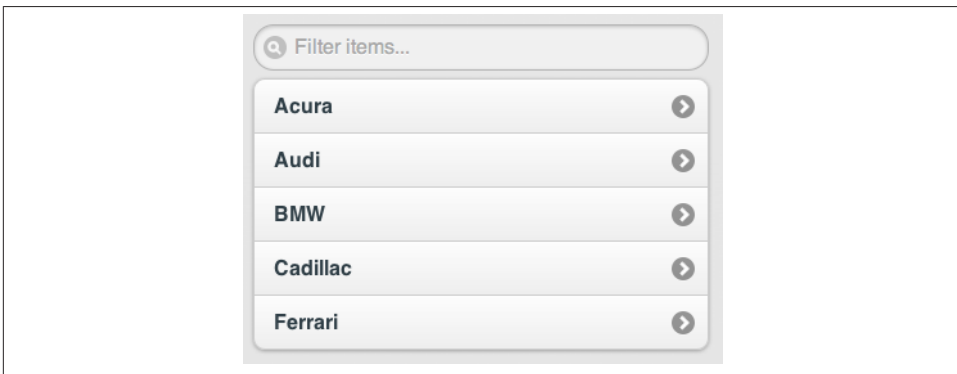 Filter items...
Acura
Audi
BMW
Cadillac
Ferrari